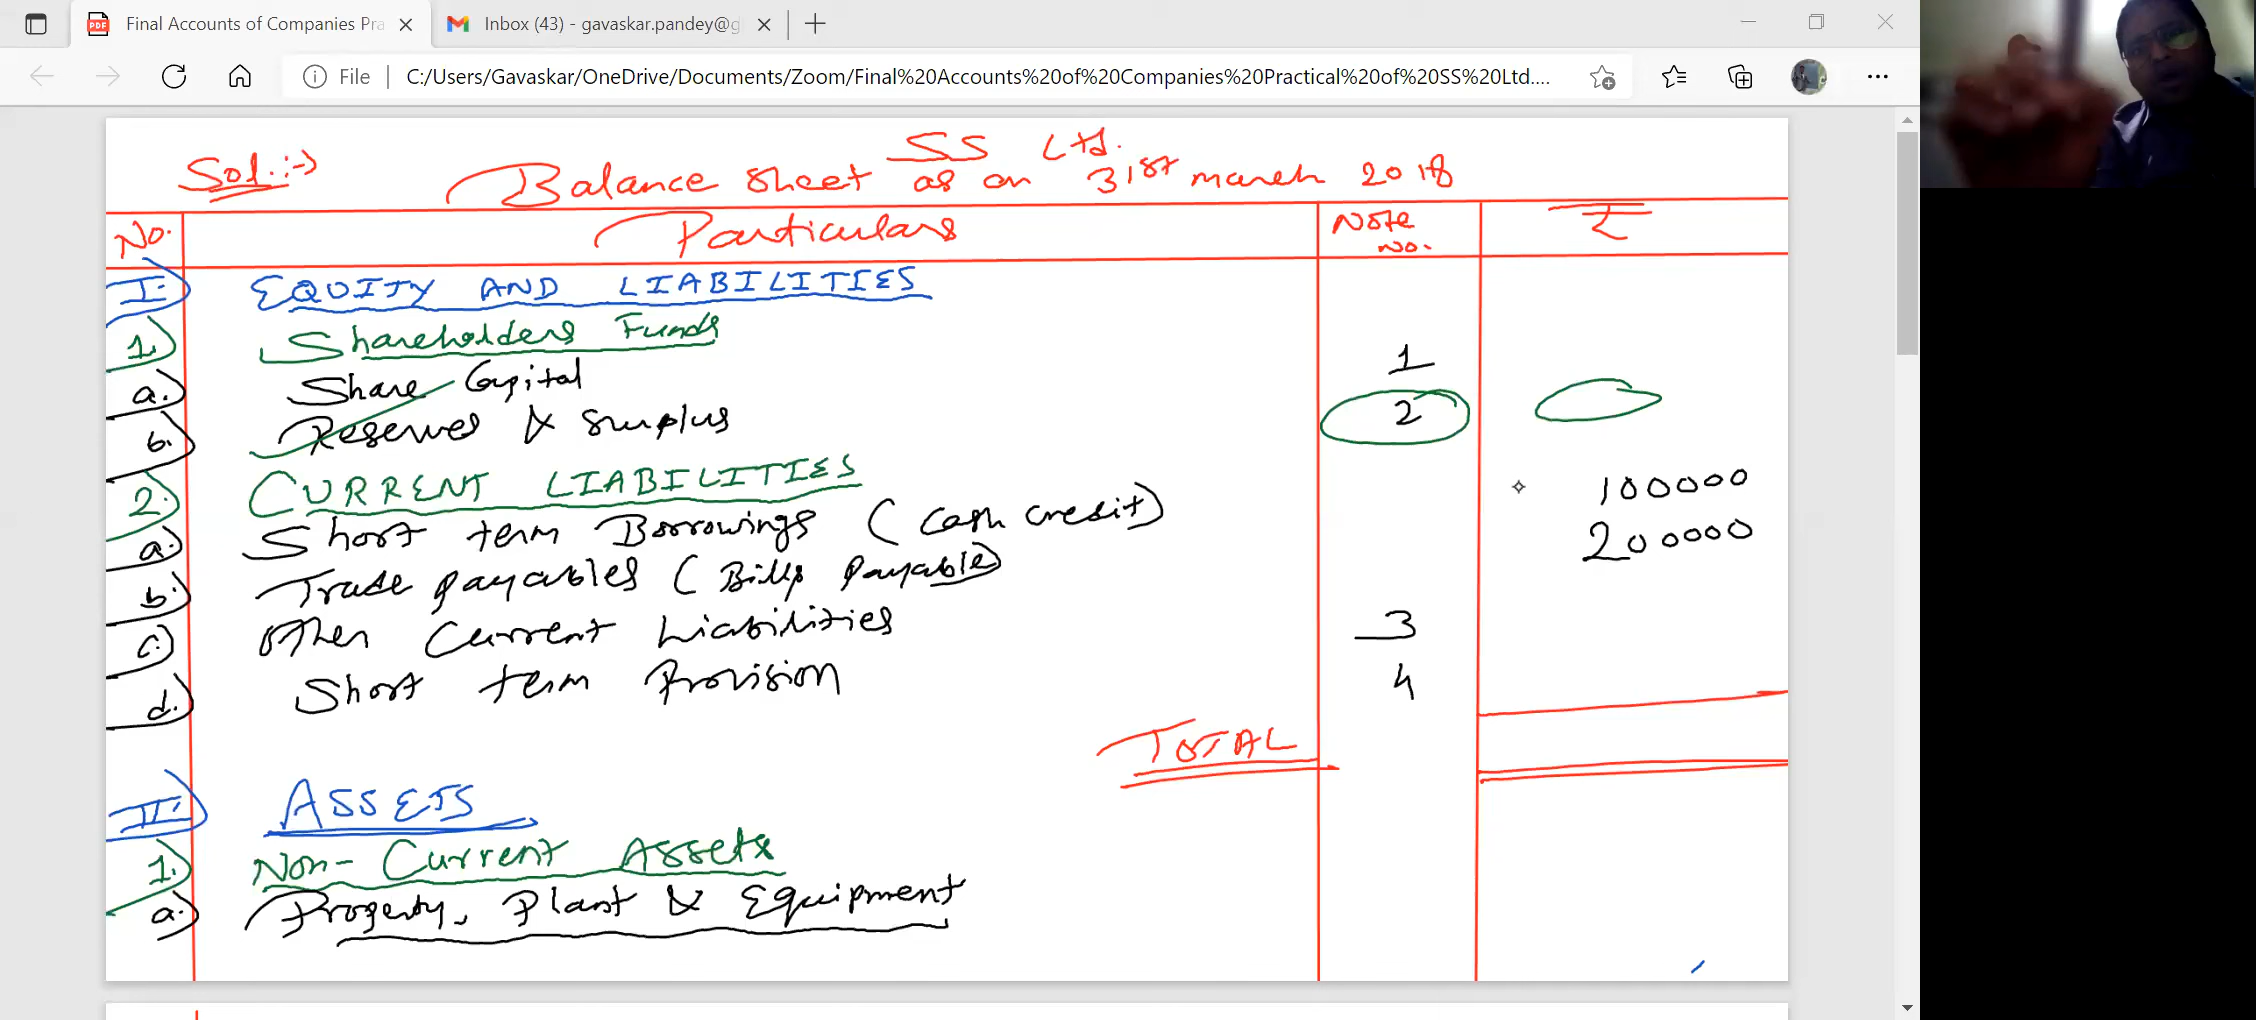 Final Accounts of Companies Pra
Inbox (43) - gavaskar.pandey@g
File C:/Users/Gavaskar/OneDrive/Documents/Zoom/Final%20Accounts%20of%20Companies%20Practical%20of%20SS%20Ltd....
SS Ltd.
Sol.:-) Balance sheet as on 31st march 2018
No. Particulars Note No. ₹
I. EQUITY AND LIABILITIES
1. Shareholders Funds
a. Share Capital 1
b. Reserves & surplus 2
2. CURRENT LIABILITIES
a. Short term Borrowings (cash credit) 100000
b. Trade payables (Bills payable) 200000
c. Other Current Liabilities 3
d. Short term Provision 4
TOTAL
II. ASSETS
1. Non-Current Assets
a. Property, Plant & Equipment